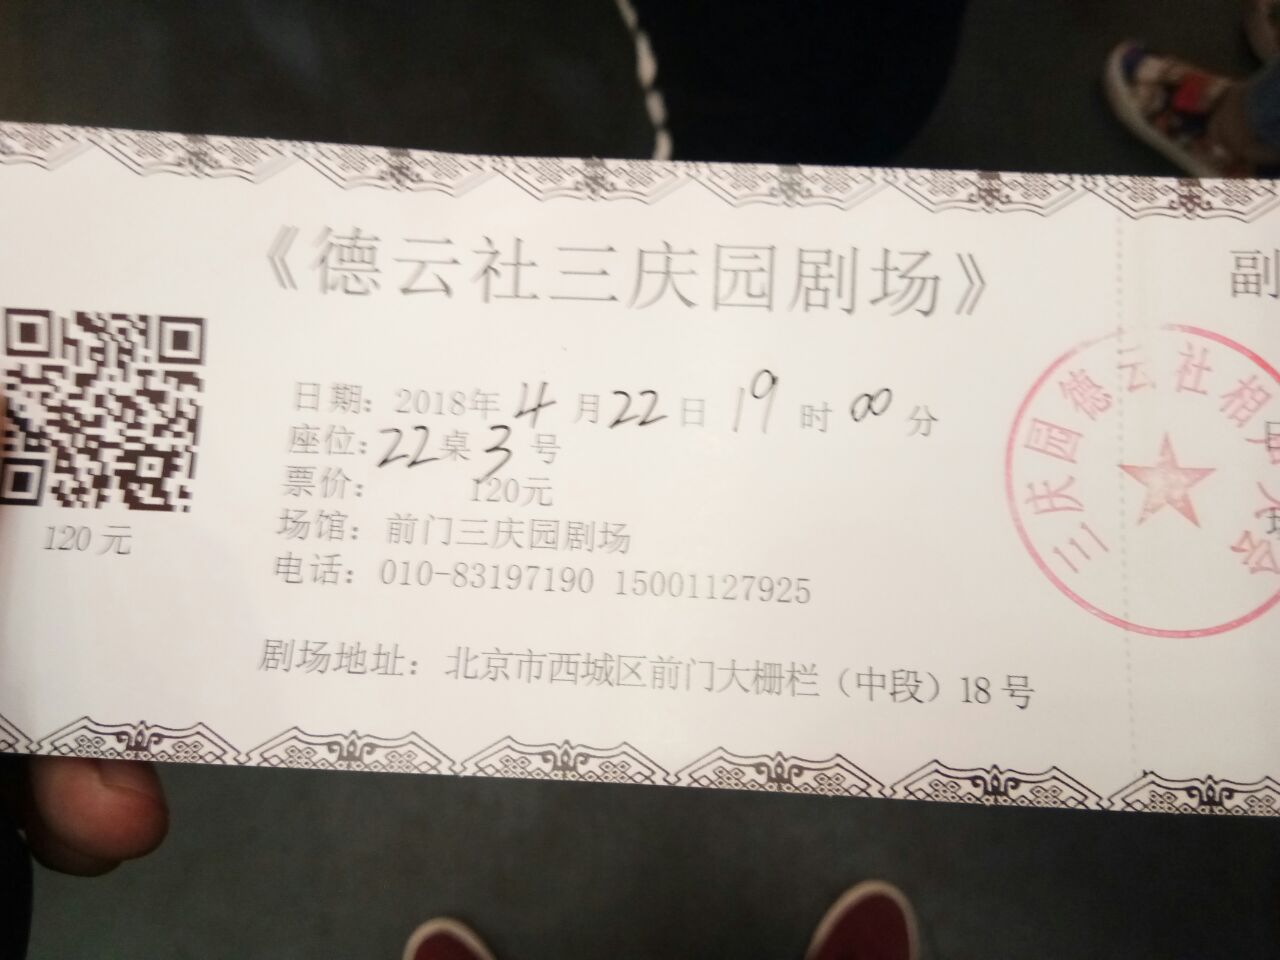 《德云社三庆园剧场》
副
日期：2018年4月22日19时00分
座位：22桌3号
票价： 120元
场馆：前门三庆园剧场
电话：010-83197190 15001127925
剧场地址：北京市西城区前门大栅栏（中段）18号
120元
三庆园德云社相